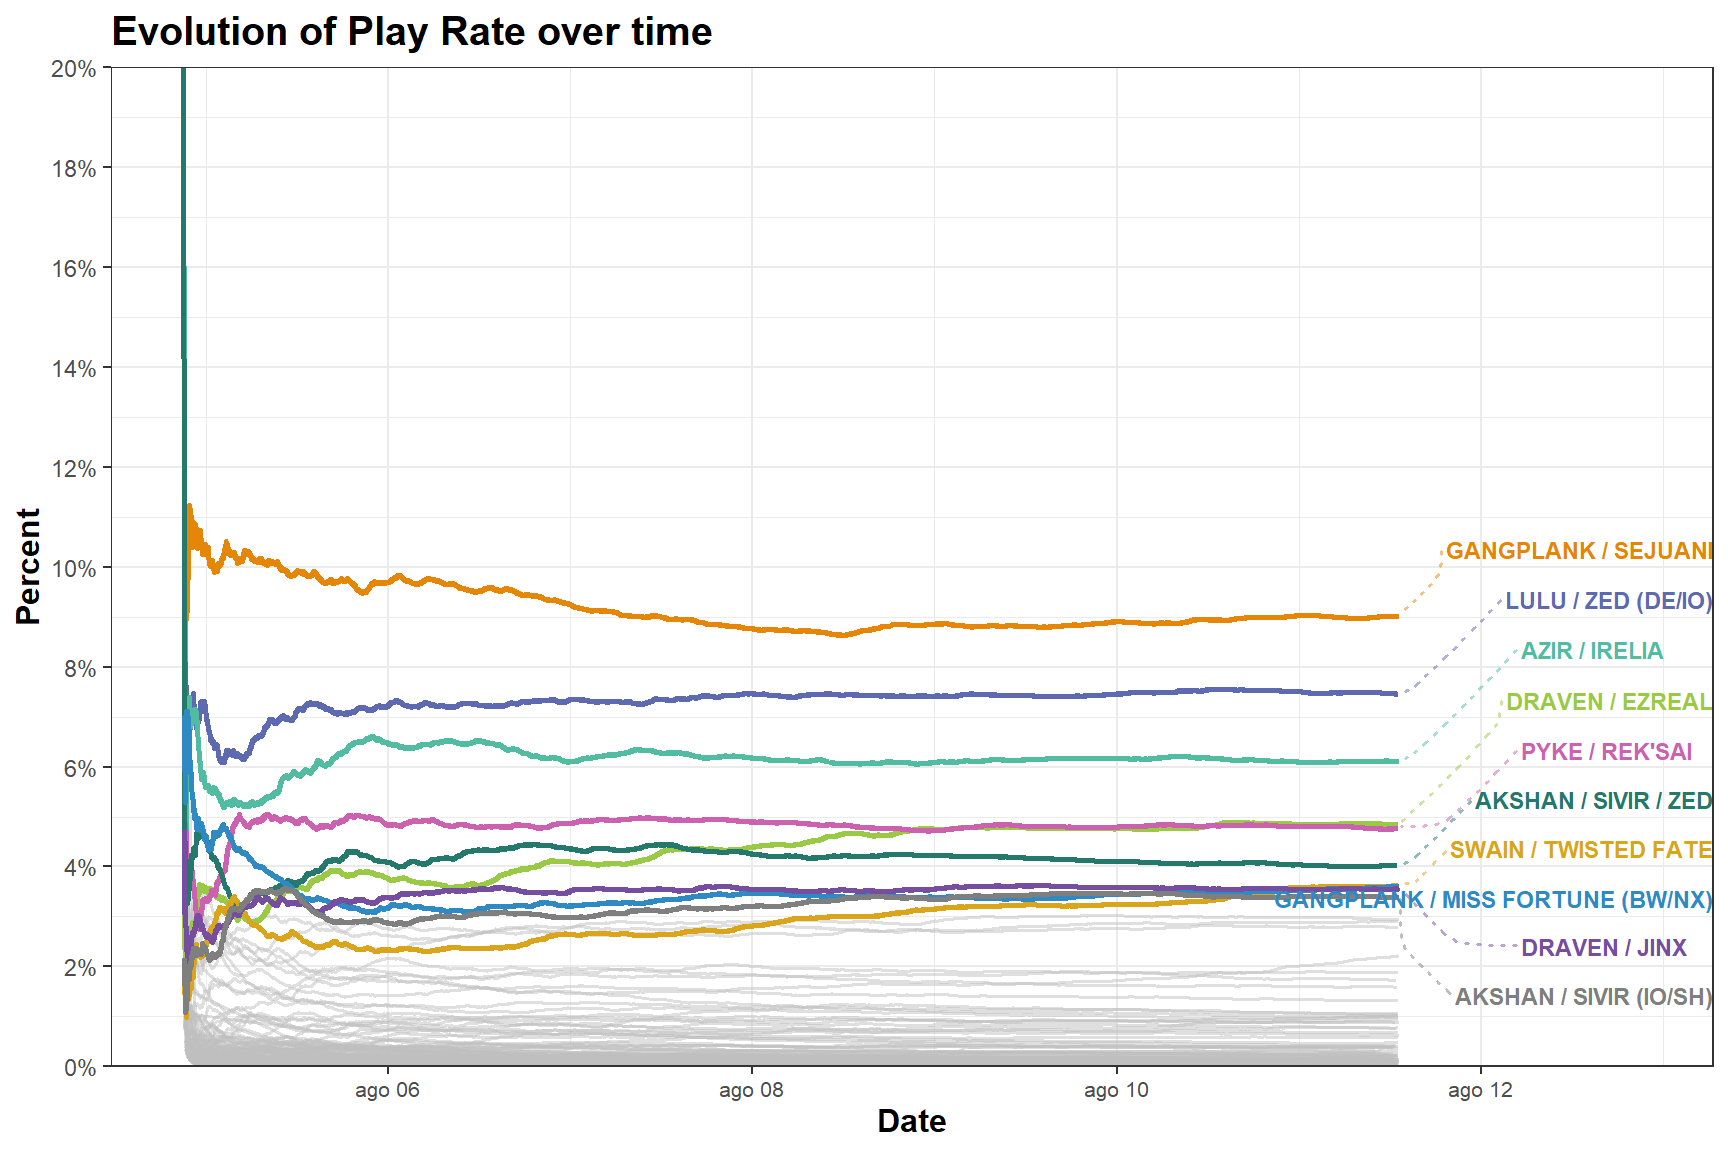 Evolution of Play Rate over time
Percent
20%
18%
16%
14%
12%
10%
8%
6%
4%
2%
0%
GANGPLANK / SEJUANI
LULU / ZED (DE/IO)
AZIR / IRELIA
DRAVEN / EZREAL
PYKE / REK'SAI
AKSHAN / SIVIR / ZED
SWAIN / TWISTED FATE
GANGPLANK / MISS FORTUNE (BW/NX)
DRAVEN / JINX
AKSHAN / SIVIR (IO/SH)
ago 06
ago 08
ago 10
ago 12
Date